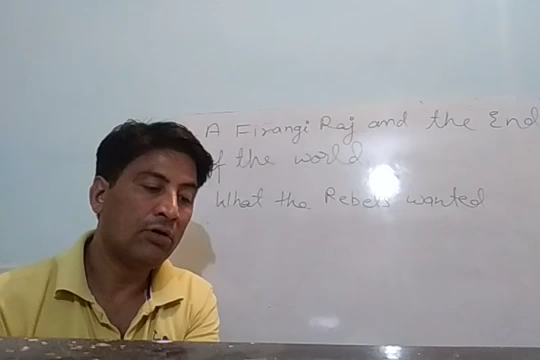 A Firangi Raj and the End
of the world
What the Rebels wanted